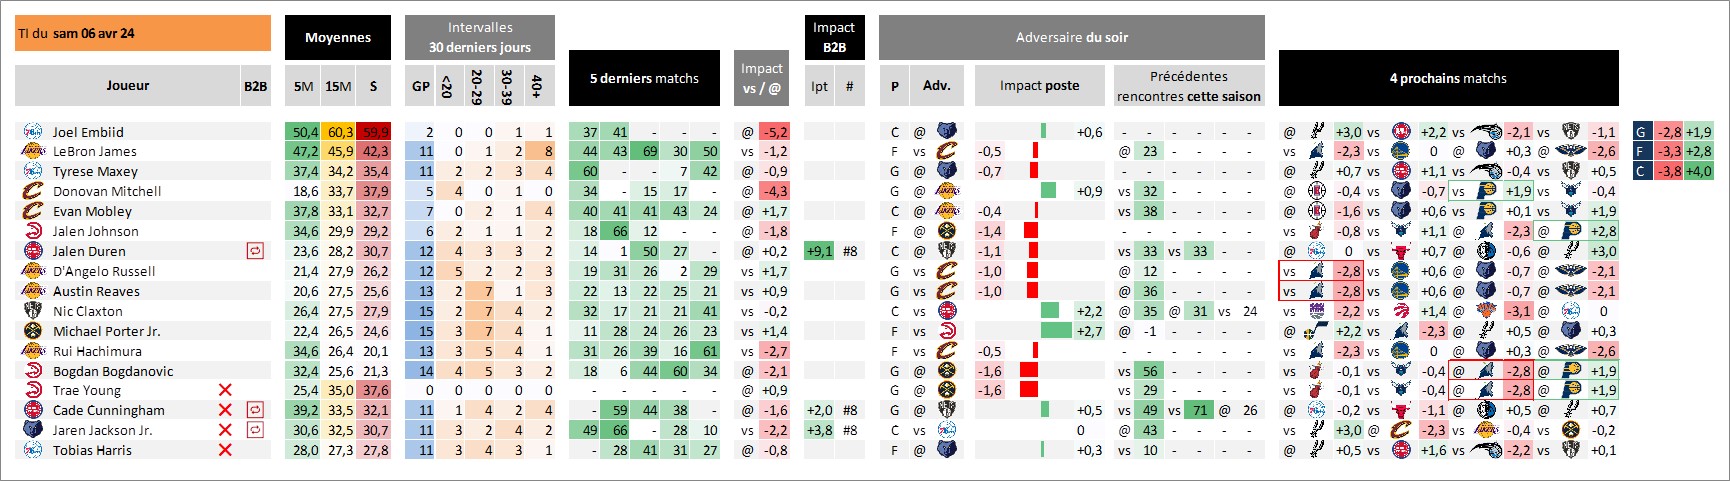 TI du sam 06 avr 24
Moyennes
Intervalles
30 derniers jours
5 derniers matchs
Impact
vs / @
Impact
B2B
Adversaire du soir
4 prochains matchs
Joueur B2B 5M 15M S GP <20 20-29 30-39 40+ Ipt # P Adv. Impact poste Précédentes
rencontres cette saison
Joel Embiid 50,4 60,3 59,9 2 0 0 1 1 37 41 - - - @ -5,2 C @ +0,6 - - - - - - @ +3,0 vs +2,2 vs -2,1 vs -1,1 G -2,8 +1,9
LeBron James 47,2 45,9 42,3 11 0 1 2 8 44 43 69 30 50 vs -1,2 F vs -0,5 @ 23 - - - - vs -2,3 vs 0 @ +0,3 @ -2,6 F -3,3 +2,8
Tyrese Maxey 37,4 34,2 35,4 11 2 2 3 4 60 - - 7 42 @ -0,9 G @ -0,7 - - - - - - @ +0,7 vs +1,1 vs -0,4 vs +0,5 C -3,8 +4,0
Donovan Mitchell 18,6 33,7 37,9 5 4 0 1 0 34 - 15 17 - @ -4,3 G @ +0,9 vs 32 - - - - @ -0,4 vs -0,7 vs +1,9 vs -0,4
Evan Mobley 37,8 33,1 32,7 7 0 2 1 4 40 41 41 43 24 @ +1,7 C @ -0,4 vs 38 - - - - @ -1,6 vs +0,6 vs +0,1 vs +1,9
Jalen Johnson 34,6 29,9 29,2 6 2 1 1 2 18 66 12 - - @ -1,8 F @ -1,4 - - - - - - vs -0,8 vs +1,1 @ -2,3 @ +2,8
Jalen Duren 23,6 28,2 30,7 12 4 3 3 2 14 1 50 27 - @ +0,2 +9,1 #8 C @ -1,1 vs 33 vs 33 - - @ 0 vs +0,7 @ -0,6 @ +3,0
D'Angelo Russell 21,4 27,9 26,2 12 5 2 2 3 19 31 26 2 29 vs +1,7 G vs -1,0 @ 12 - - - - vs -2,8 vs +0,6 @ -0,7 @ -2,1
Austin Reaves 20,6 27,5 25,6 13 2 7 1 3 22 13 22 25 21 vs +0,9 G vs -1,0 @ 36 - - - - vs -2,8 vs +0,6 @ -0,7 @ -2,1
Nic Claxton 26,4 27,5 27,9 15 2 7 4 2 32 17 21 21 41 vs -0,2 C vs +2,2 @ 35 @ 31 vs 24 vs -2,2 vs +1,4 @ -3,1 @ 0
Michael Porter Jr. 22,4 26,5 24,6 15 3 7 4 1 11 28 24 26 23 vs +1,4 F vs +2,7 @ -1 - - - - @ +2,2 vs -2,3 @ +0,5 @ +0,3
Rui Hachimura 34,6 26,4 20,1 13 3 5 4 1 31 26 39 16 61 vs -2,7 F vs -0,5 - - - - - - vs -2,3 vs 0 @ +0,3 @ -2,6
Bogdan Bogdanovic 32,4 25,6 21,3 14 4 5 3 2 18 6 44 60 34 @ -2,1 G @ -1,6 vs 56 - - - - vs -0,1 vs -0,4 @ -2,8 @ +1,9
Trae Young 25,4 35,0 37,6 0 0 0 0 0 - - - - - @ +0,9 G @ -1,6 vs 29 - - - - vs -0,1 vs -0,4 @ -2,8 @ +1,9
Cade Cunningham 39,2 33,5 32,1 11 1 4 2 4 - 59 44 38 - @ -1,6 +2,0 #8 G @ +0,5 vs 49 vs 71 @ 26 @ -0,2 vs -1,1 @ +0,5 @ +0,7
Jaren Jackson Jr. 30,6 32,5 30,7 11 3 2 2 4 49 66 - 28 10 vs -2,2 +3,8 #8 C vs 0 @ 43 - - - - vs +3,0 @ -2,3 vs -0,4 vs -0,2
Tobias Harris 28,0 27,3 27,8 11 3 4 3 1 - 28 41 31 27 @ -0,8 F @ +0,3 vs 10 - - - - @ +0,5 vs +1,6 vs -2,2 vs +0,1